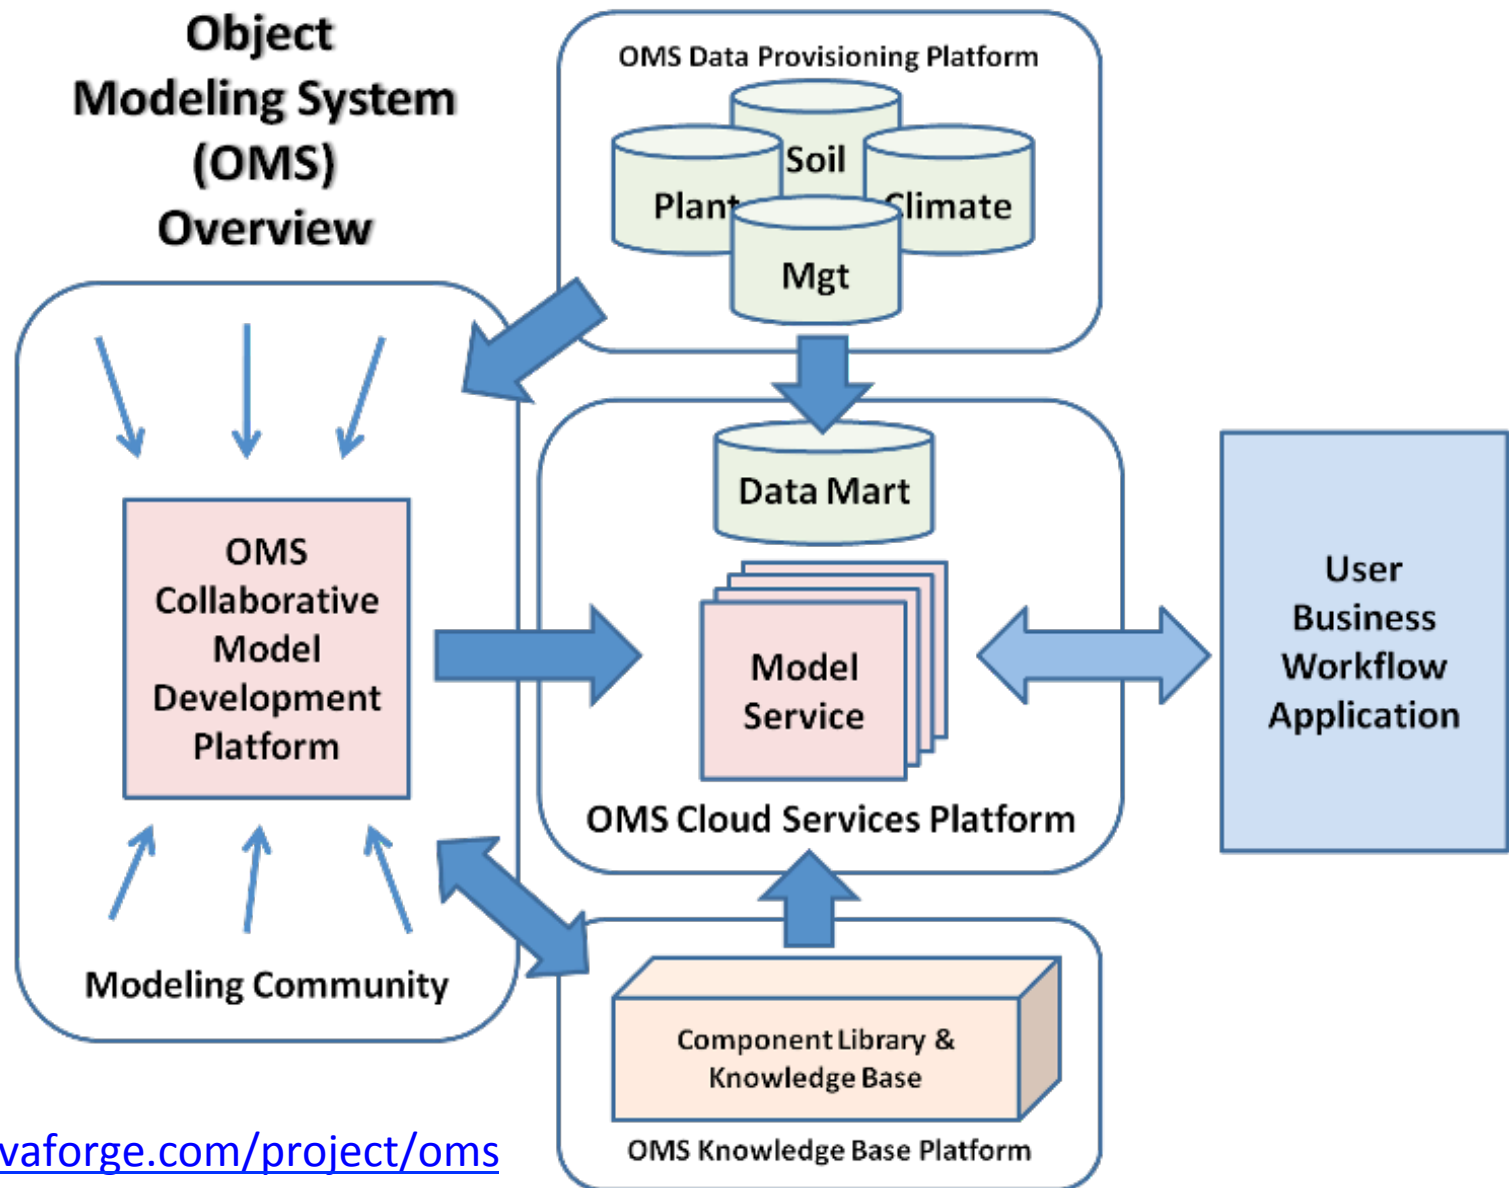 Object
Modeling System
(OMS)
Overview
OMS Data Provisioning Platform
Soil
Plant
Climate
Mgt
Data Mart
OMS
Collaborative
Model
Development
Platform
Model
Service
User
Business
Workflow
Application
OMS Cloud Services Platform
Modeling Community
Component Library &
Knowledge Base
OMS Knowledge Base Platform
vaforge.com/project/oms